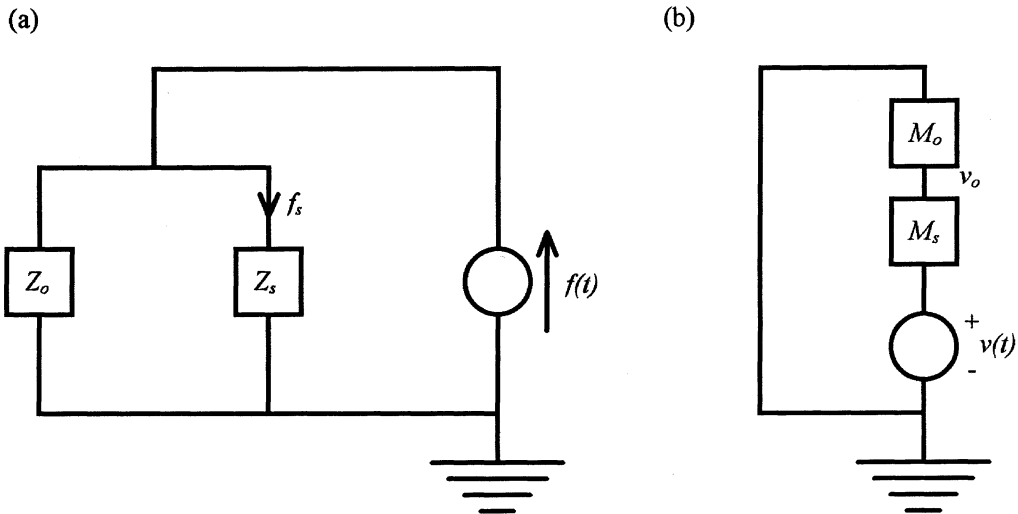 (a)
(b)
M_o
v_o
f_s
M_s
Z_o
Z_s
f(t)
+
v(t)
-